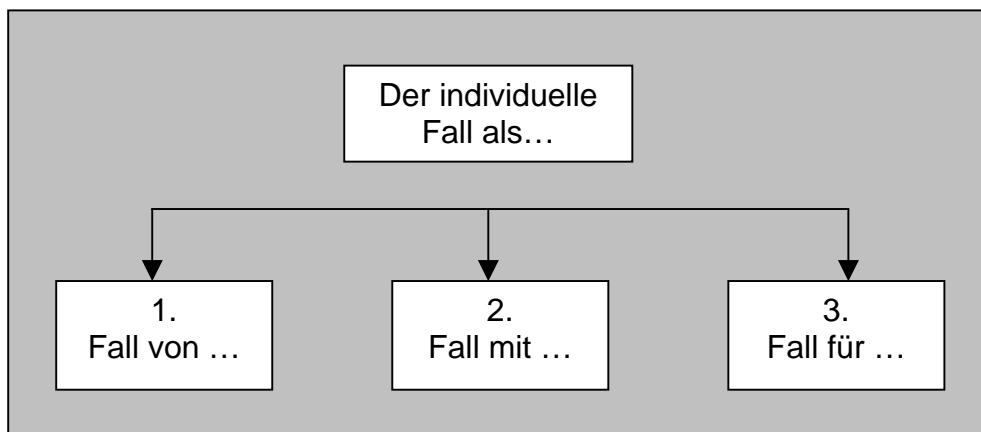 Der individuelle
Fall als…
1.
Fall von …
2.
Fall mit …
3.
Fall für …